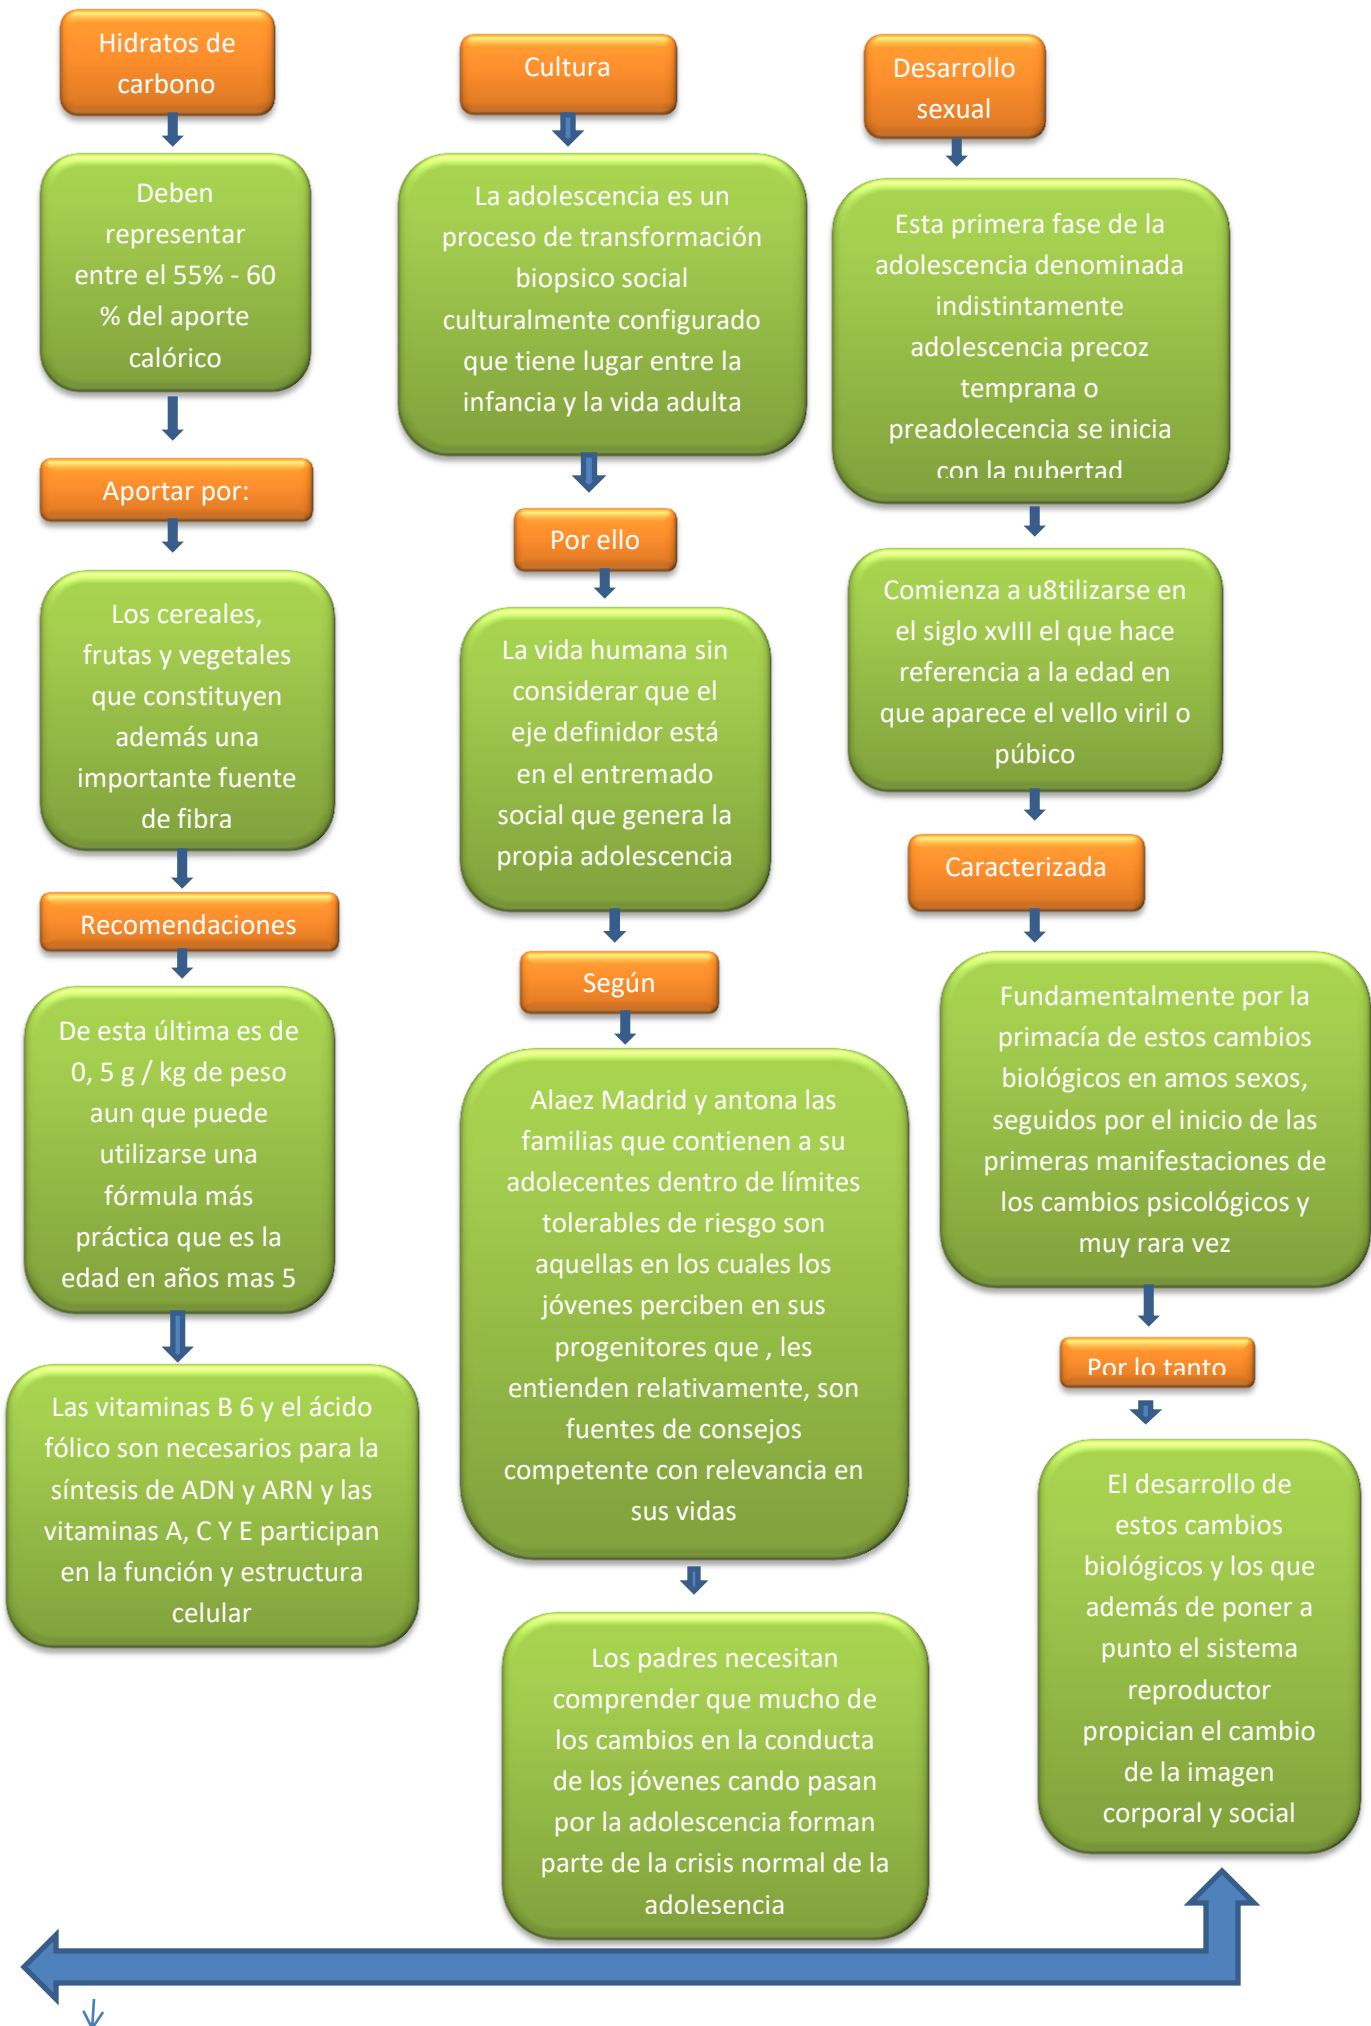 Hidratos de
carbono
Deben
representar
entre el 55% - 60
% del aporte
calórico
Aportar por:
Los cereales,
frutas y vegetales
que constituyen
además una
importante fuente
de fibra
Recomendaciones
De esta última es de
0, 5 g / kg de peso
aun que puede
utilizarse una
fórmula más
práctica que es la
edad en años mas 5
Las vitaminas B 6 y el ácido
fólico son necesarios para la
síntesis de ADN y ARN y las
vitaminas A, C Y E participan
en la función y estructura
celular
Cultura
La adolescencia es un
proceso de transformación
biopsico social
culturalmente configurado
que tiene lugar entre la
infancia y la vida adulta
Por ello
La vida humana sin
considerar que el
eje definidor está
en el entremado
social que genera la
propia adolescencia
Según
Alaez Madrid y antona las
familias que contienen a su
adolecentes dentro de límites
tolerables de riesgo son
aquellas en los cuales los
jóvenes perciben en sus
progenitores que , les
entienden relativamente, son
fuentes de consejos
competente con relevancia en
sus vidas
Los padres necesitan
comprender que mucho de
los cambios en la conducta
de los jóvenes cando pasan
por la adolescencia forman
parte de la crisis normal de la
adolesencia
Desarrollo
sexual
Esta primera fase de la
adolescencia denominada
indistintamente
adolescencia precoz
temprana o
preadolecencia se inicia
con la pubertad
Comienza a u8tilizarse en
el siglo xvIII el que hace
referencia a la edad en
que aparece el vello viril o
púbico
Caracterizada
Fundamentalmente por la
primacía de estos cambios
biológicos en amos sexos,
seguidos por el inicio de las
primeras manifestaciones de
los cambios psicológicos y
muy rara vez
Por lo tanto
El desarrollo de
estos cambios
biológicos y los que
además de poner a
punto el sistema
reproductor
propician el cambio
de la imagen
corporal y social